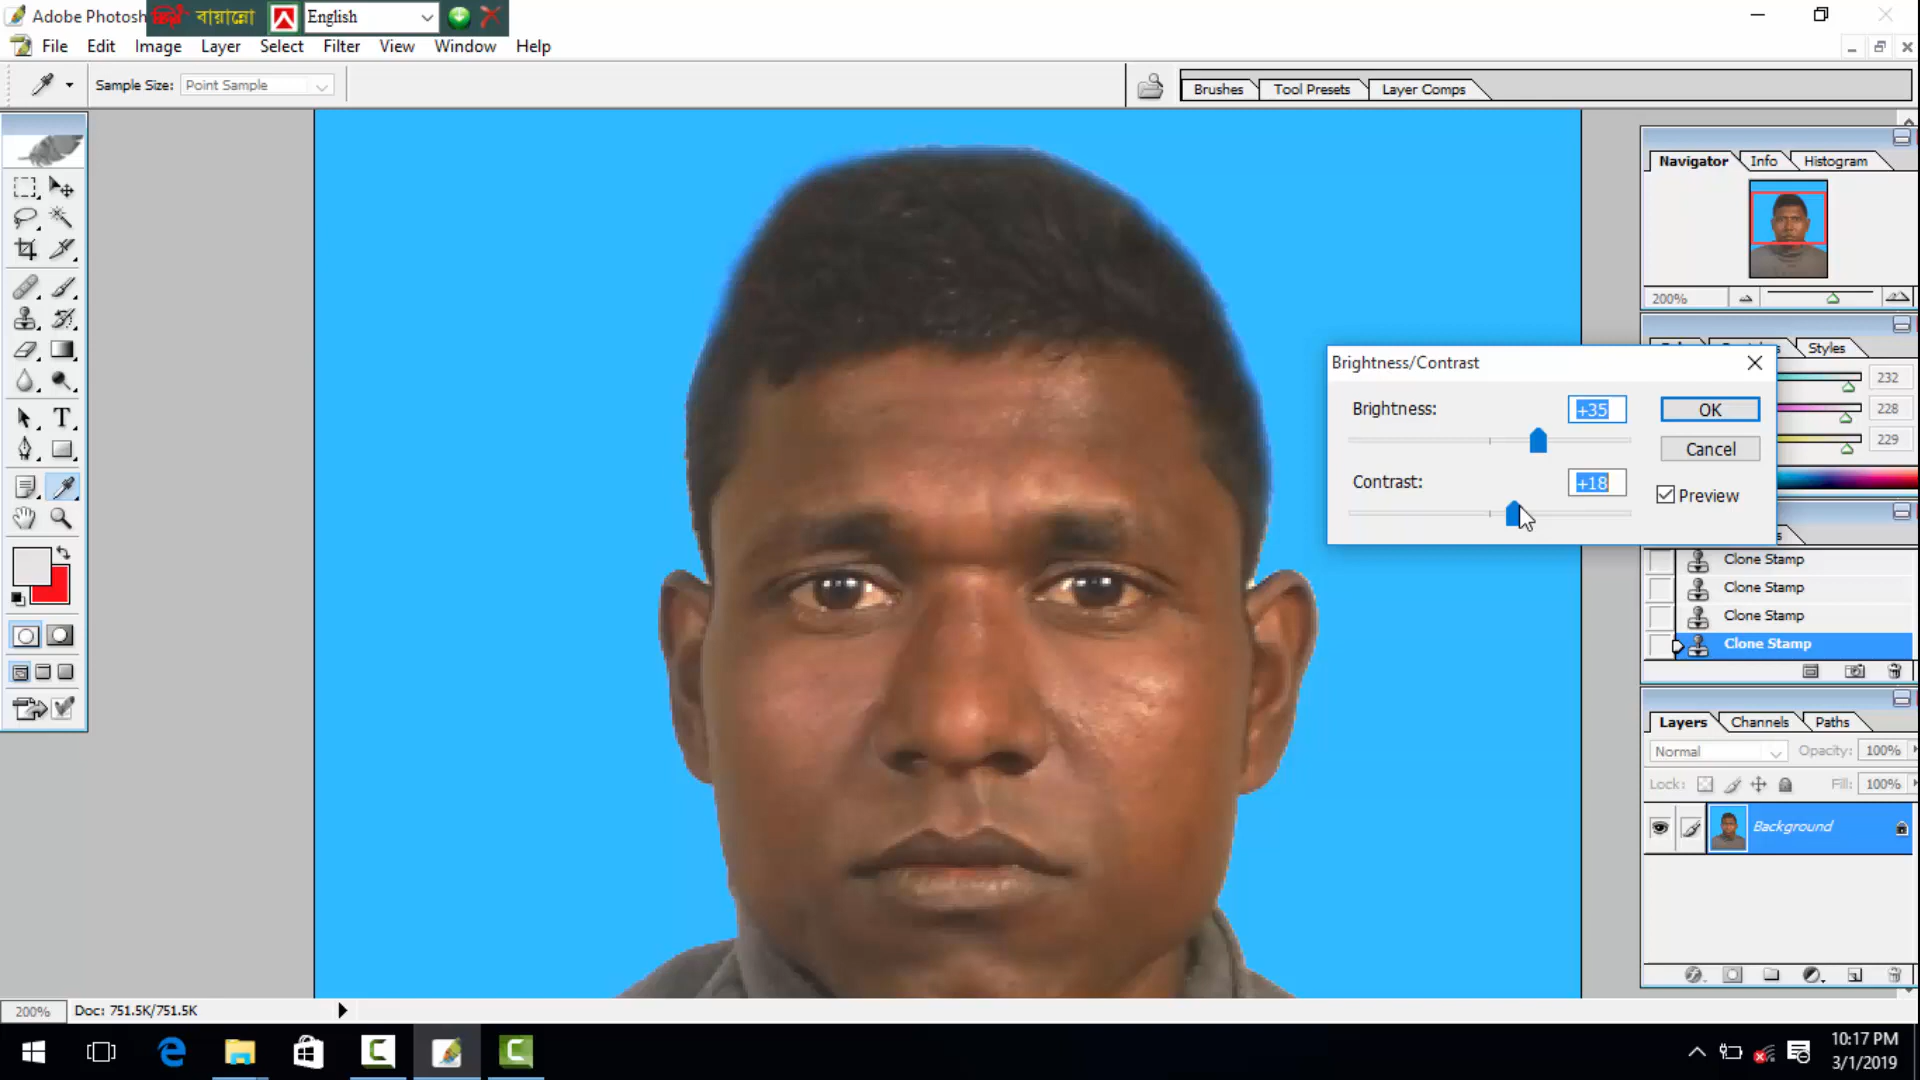 Adobe Photosh
বায়ান্নো
English
File Edit Image Layer Select Filter View Window Help
Sample Size: Point Sample
Brushes Tool Presets Layer Comps
Navigator Info Histogram
200%
Styles
232
228
229
Brightness/Contrast
Brightness: +35
OK
Cancel
Contrast: +18
Preview
Clone Stamp
Clone Stamp
Clone Stamp
Clone Stamp
Layers Channels Paths
Normal Opacity: 100%
Lock: Fill: 100%
Background
200% Doc: 751.5K/751.5K
10:17 PM
3/1/2019